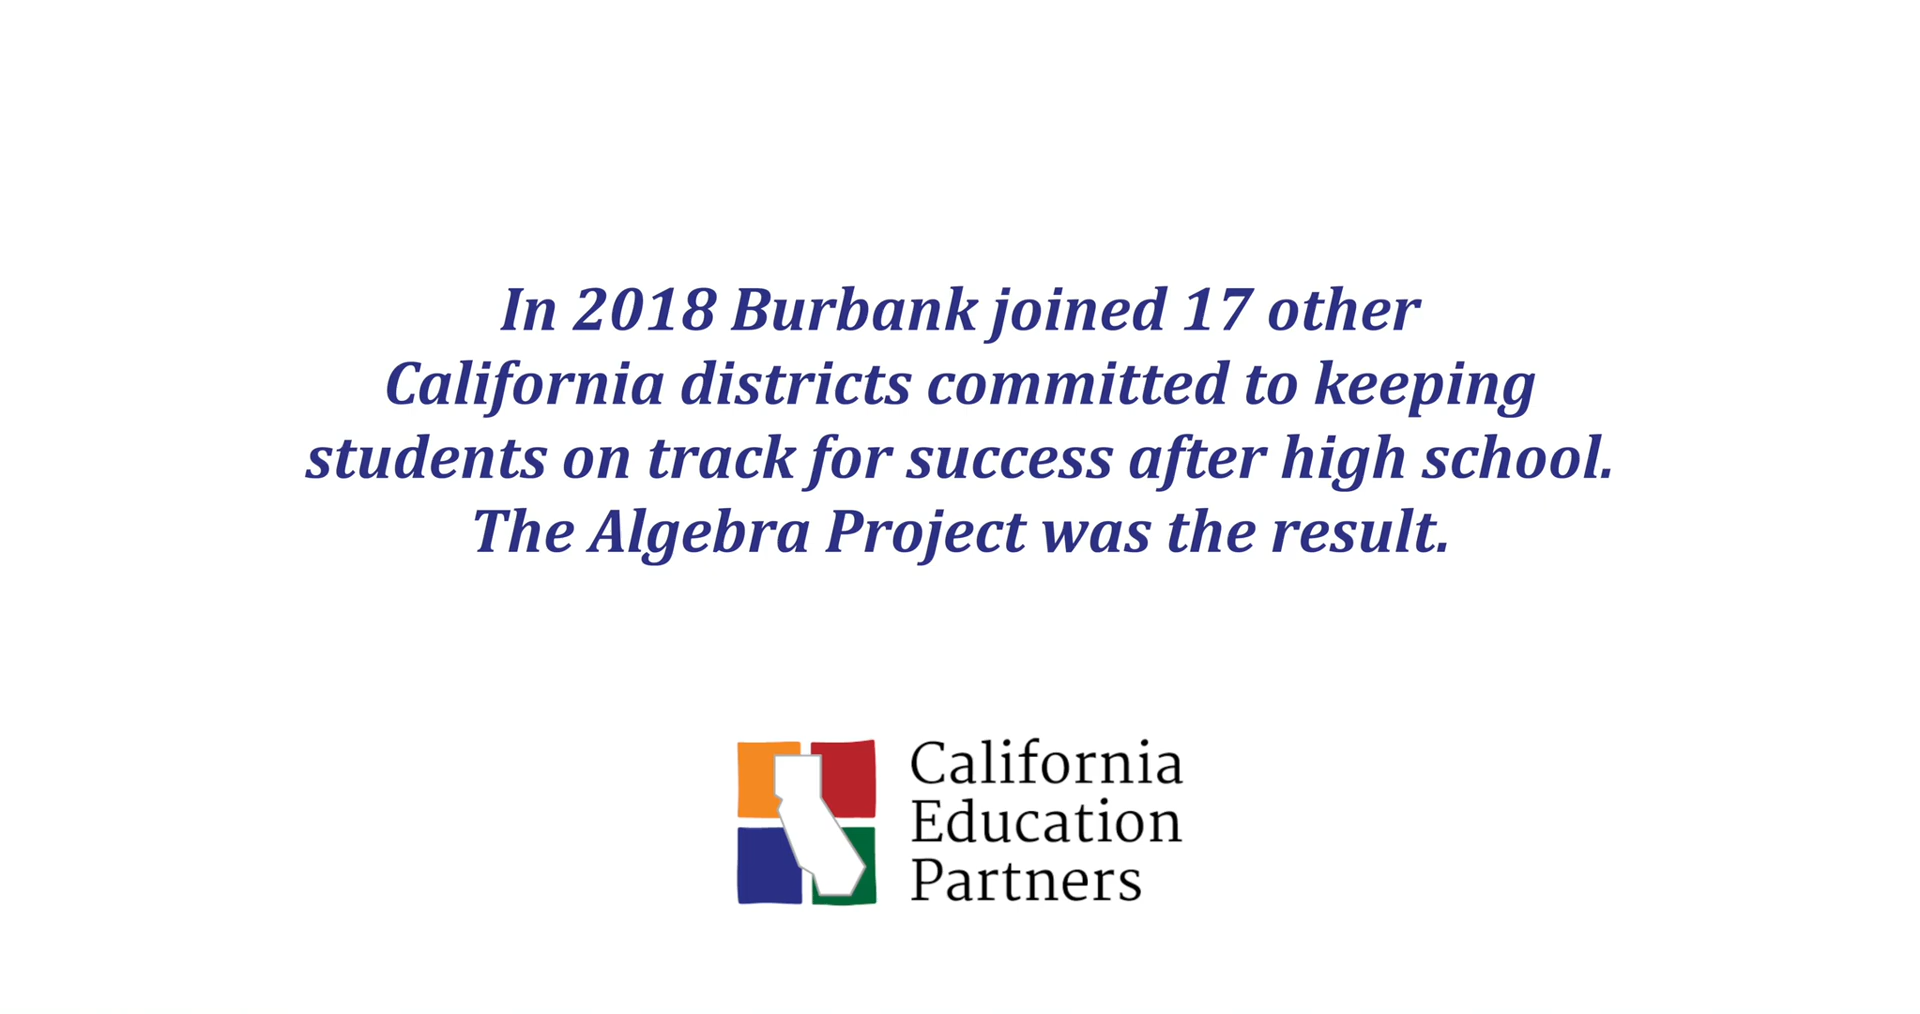 In 2018 Burbank joined 17 other
California districts committed to keeping
students on track for success after high school.
The Algebra Project was the result.
California
Education
Partners